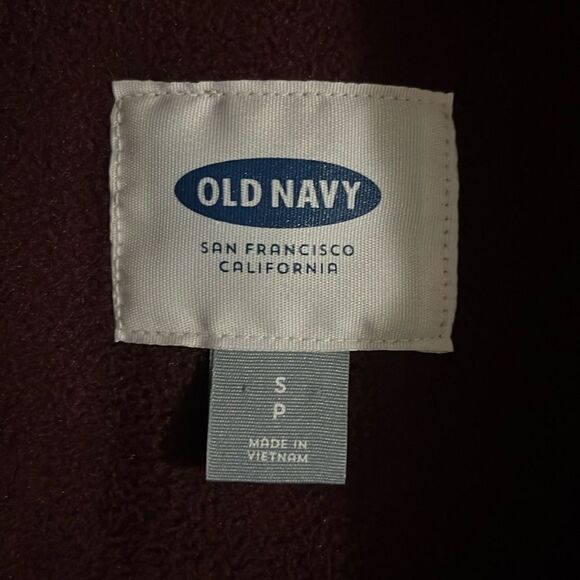 OLD NAVY
SAN FRANCISCO
CALIFORNIA
S
P
MADE IN
VIETNAM